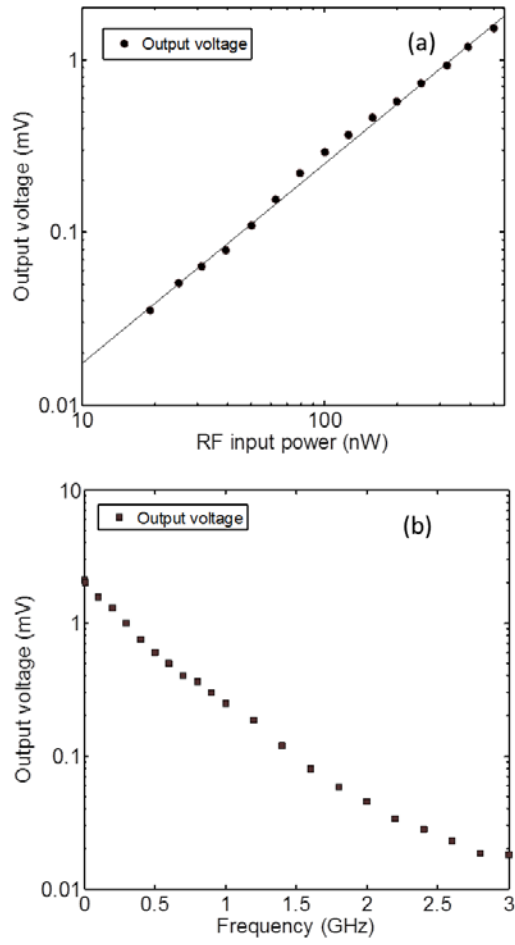 Output voltage
(a)
1
0.1
0.01
10
100
Output voltage (mV)
RF input power (nW)
Output voltage
(b)
10
1
0.1
0.01
0
0.5
1
1.5
2
2.5
3
Output voltage (mV)
Frequency (GHz)